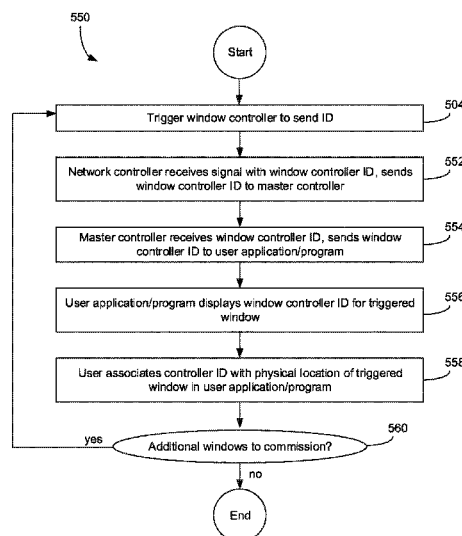 550
Start
Trigger window controller to send ID
504
Network controller receives signal with window controller ID, sends
window controller ID to master controller
552
Master controller receives window controller ID, sends window
controller ID to user application/program
554
User application/program displays window controller ID for triggered
window
556
User associates controller ID with physical location of triggered
window in user application/program
558
Additional windows to commission?
560
yes
no
End